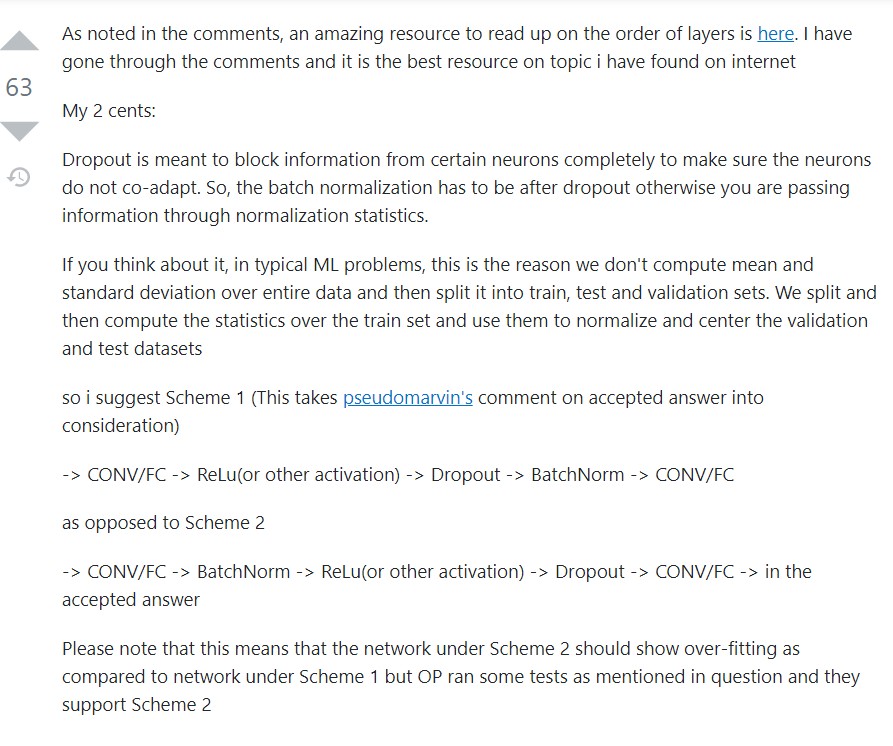 As noted in the comments, an amazing resource to read up on the order of layers is here. I have
gone through the comments and it is the best resource on topic i have found on internet
63
My 2 cents:
Dropout is meant to block information from certain neurons completely to make sure the neurons
do not co-adapt. So, the batch normalization has to be after dropout otherwise you are passing
information through normalization statistics.
If you think about it, in typical ML problems, this is the reason we don't compute mean and
standard deviation over entire data and then split it into train, test and validation sets. We split and
then compute the statistics over the train set and use them to normalize and center the validation
and test datasets
so i suggest Scheme 1 (This takes pseudomarvin's comment on accepted answer into
consideration)
-> CONV/FC -> ReLu(or other activation) -> Dropout -> BatchNorm -> CONV/FC
as opposed to Scheme 2
-> CONV/FC -> BatchNorm -> ReLu(or other activation) -> Dropout -> CONV/FC -> in the
accepted answer
Please note that this means that the network under Scheme 2 should show over-fitting as
compared to network under Scheme 1 but OP ran some tests as mentioned in question and they
support Scheme 2